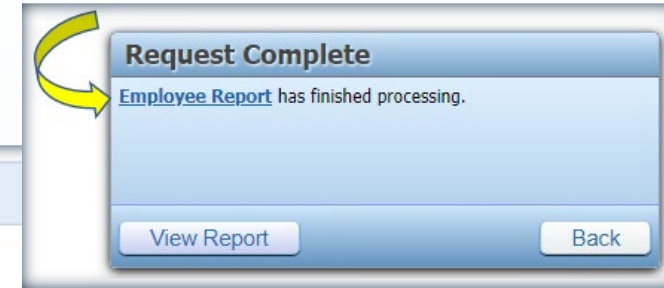 Request Complete
Employee Report has finished processing.
View Report
Back